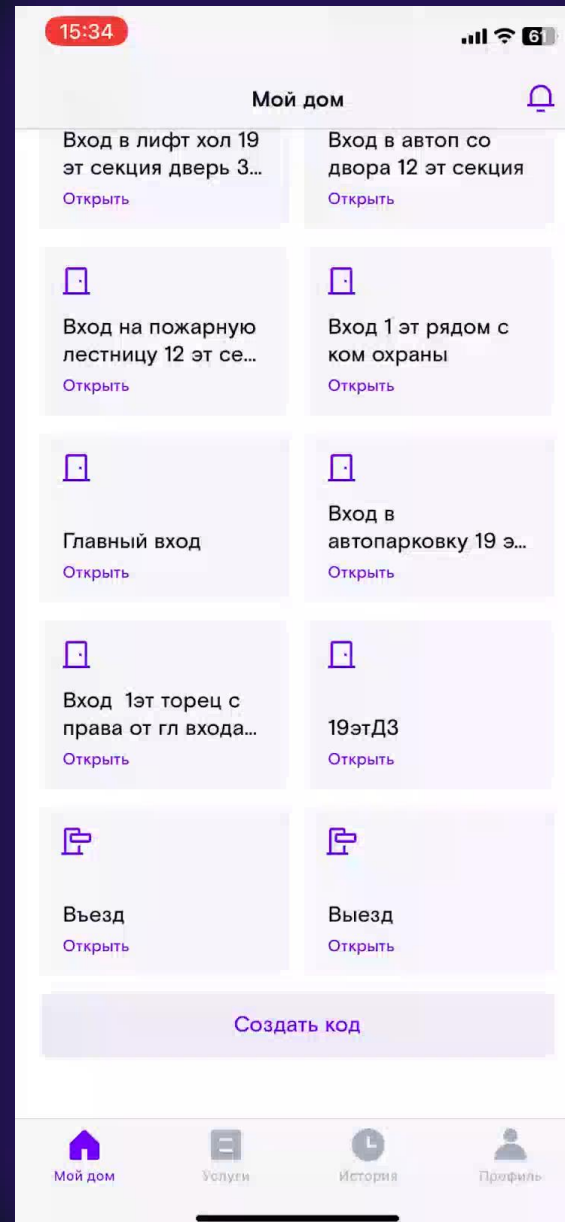 15:34
61
Мой дом
Вход в лифт хол 19
эт секция дверь 3...
Открыть
Вход в автоп со
двора 12 эт секция
Открыть
Вход на пожарную
лестницу 12 эт се...
Открыть
Вход 1 эт рядом с
ком охраны
Открыть
Главный вход
Открыть
Вход в
автопарковку 19 э...
Открыть
Вход 1эт торец с
права от гл входа...
Открыть
19этД3
Открыть
Въезд
Открыть
Выезд
Открыть
Создать код
Мой дом
Услуги
История
Профиль